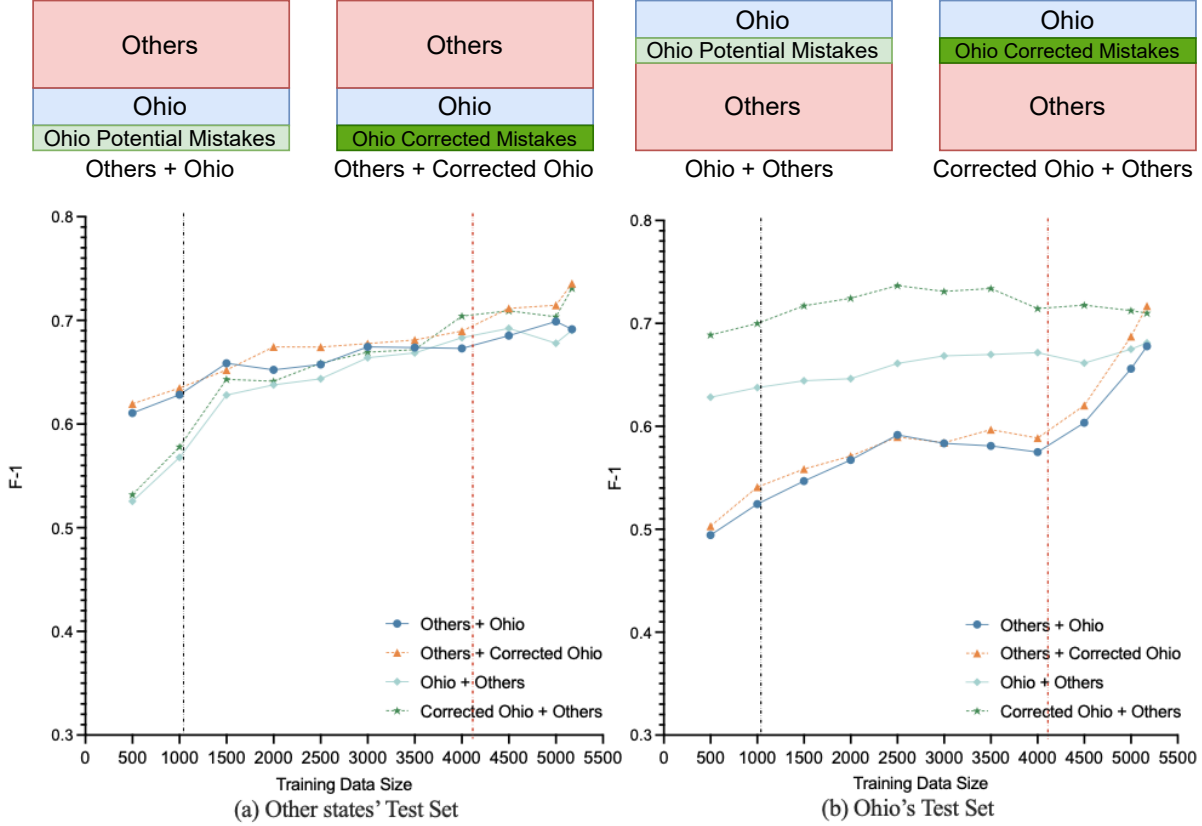 Others
Ohio
Ohio Potential Mistakes
Others + Ohio
Others
Ohio
Ohio Corrected Mistakes
Others + Corrected Ohio
Ohio
Ohio Potential Mistakes
Others
Ohio + Others
Ohio
Ohio Corrected Mistakes
Others
Corrected Ohio + Others
0.8
0.7
0.6
0.5
0.4
0.3
F-1
0 500 1000 1500 2000 2500 3000 3500 4000 4500 5000 5500
Training Data Size
Others + Ohio
Others + Corrected Ohio
Ohio + Others
Corrected Ohio + Others
(a) Other states' Test Set
0.8
0.7
0.6
0.5
0.4
0.3
F-1
0 500 1000 1500 2000 2500 3000 3500 4000 4500 5000 5500
Training Data Size
Others + Ohio
Others + Corrected Ohio
Ohio + Others
Corrected Ohio + Others
(b) Ohio's Test Set